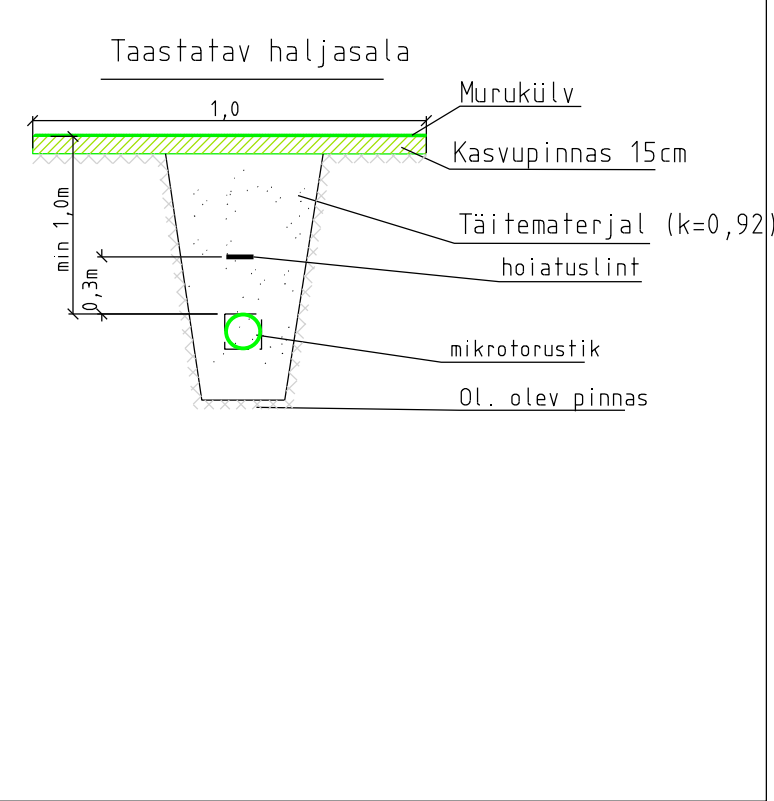 Taastatav haljasala
Murukülv
1,0
Kasvupinnas 15cm
min 1,0m
Täitematerjal (k=0,92)
hoiatuslint
0,3m
mikrotorustik
Ol. olev pinnas